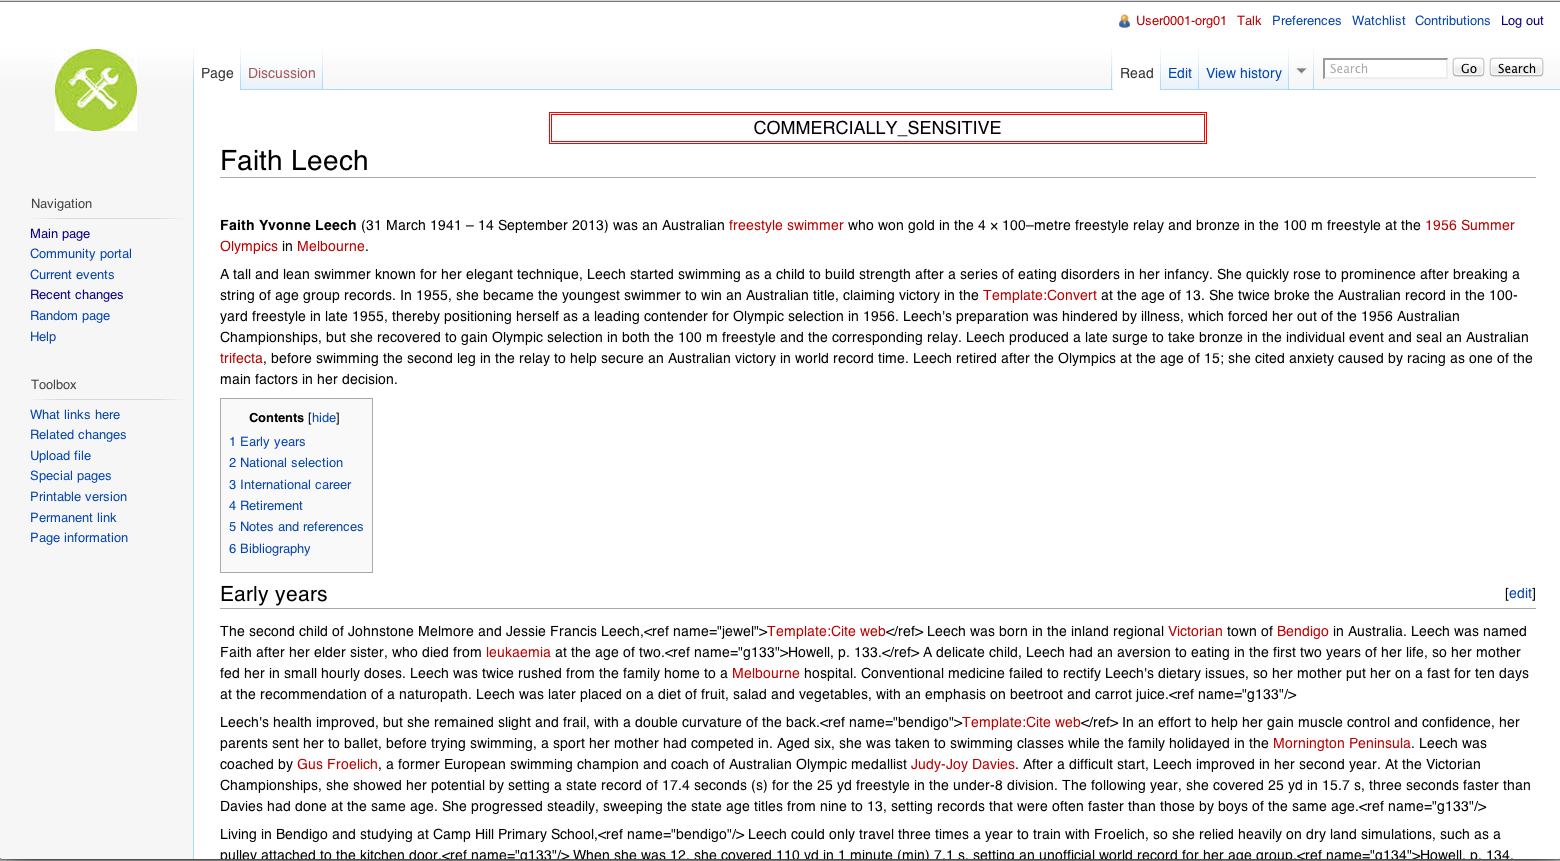 User0001-org01 Talk Preferences Watchlist Contributions Log out
Page Discussion Read Edit View history Search Go Search
COMMERCIALLY_SENSITIVE
Faith Leech
Navigation
Main page
Community portal
Current events
Recent changes
Random page
Help
Toolbox
What links here
Related changes
Upload file
Special pages
Printable version
Permanent link
Page information
Faith Yvonne Leech (31 March 1941 – 14 September 2013) was an Australian freestyle swimmer who won gold in the 4 × 100–metre freestyle relay and bronze in the 100 m freestyle at the 1956 Summer
Olympics in Melbourne.
A tall and lean swimmer known for her elegant technique, Leech started swimming as a child to build strength after a series of eating disorders in her infancy. She quickly rose to prominence after breaking a
string of age group records. In 1955, she became the youngest swimmer to win an Australian title, claiming victory in the Template:Convert at the age of 13. She twice broke the Australian record in the 100-
yard freestyle in late 1955, thereby positioning herself as a leading contender for Olympic selection in 1956. Leech's preparation was hindered by illness, which forced her out of the 1956 Australian
Championships, but she recovered to gain Olympic selection in both the 100 m freestyle and the corresponding relay. Leech produced a late surge to take bronze in the individual event and seal an Australian
trifecta, before swimming the second leg in the relay to help secure an Australian victory in world record time. Leech retired after the Olympics at the age of 15; she cited anxiety caused by racing as one of the
main factors in her decision.
Contents [hide]
1 Early years
2 National selection
3 International career
4 Retirement
5 Notes and references
6 Bibliography
Early years [edit]
The second child of Johnstone Melmore and Jessie Francis Leech,<ref name="jewel">Template:Cite web</ref> Leech was born in the inland regional Victorian town of Bendigo in Australia. Leech was named
Faith after her elder sister, who died from leukaemia at the age of two.<ref name="g133">Howell, p. 133.</ref> A delicate child, Leech had an aversion to eating in the first two years of her life, so her mother
fed her in small hourly doses. Leech was twice rushed from the family home to a Melbourne hospital. Conventional medicine failed to rectify Leech's dietary issues, so her mother put her on a fast for ten days
at the recommendation of a naturopath. Leech was later placed on a diet of fruit, salad and vegetables, with an emphasis on beetroot and carrot juice.<ref name="g133"/>
Leech's health improved, but she remained slight and frail, with a double curvature of the back.<ref name="bendigo">Template:Cite web</ref> In an effort to help her gain muscle control and confidence, her
parents sent her to ballet, before trying swimming, a sport her mother had competed in. Aged six, she was taken to swimming classes while the family holidayed in the Mornington Peninsula. Leech was
coached by Gus Froelich, a former European swimming champion and coach of Australian Olympic medallist Judy-Joy Davies. After a difficult start, Leech improved in her second year. At the Victorian
Championships, she showed her potential by setting a state record of 17.4 seconds (s) for the 25 yd freestyle in the under-8 division. The following year, she covered 25 yd in 15.7 s, three seconds faster than
Davies had done at the same age. She progressed steadily, sweeping the state age titles from nine to 13, setting records that were often faster than those by boys of the same age.<ref name="g133"/>
Living in Bendigo and studying at Camp Hill Primary School,<ref name="bendigo"/> Leech could only travel three times a year to train with Froelich, so she relied heavily on dry land simulations, such as a
pulley attached to the kitchen door.<ref name="g133"/> When she was 12, she covered 110 yd in 1 minute (min) 7.1 s, setting an unofficial world record for her age group.<ref name="g134">Howell, p. 134.